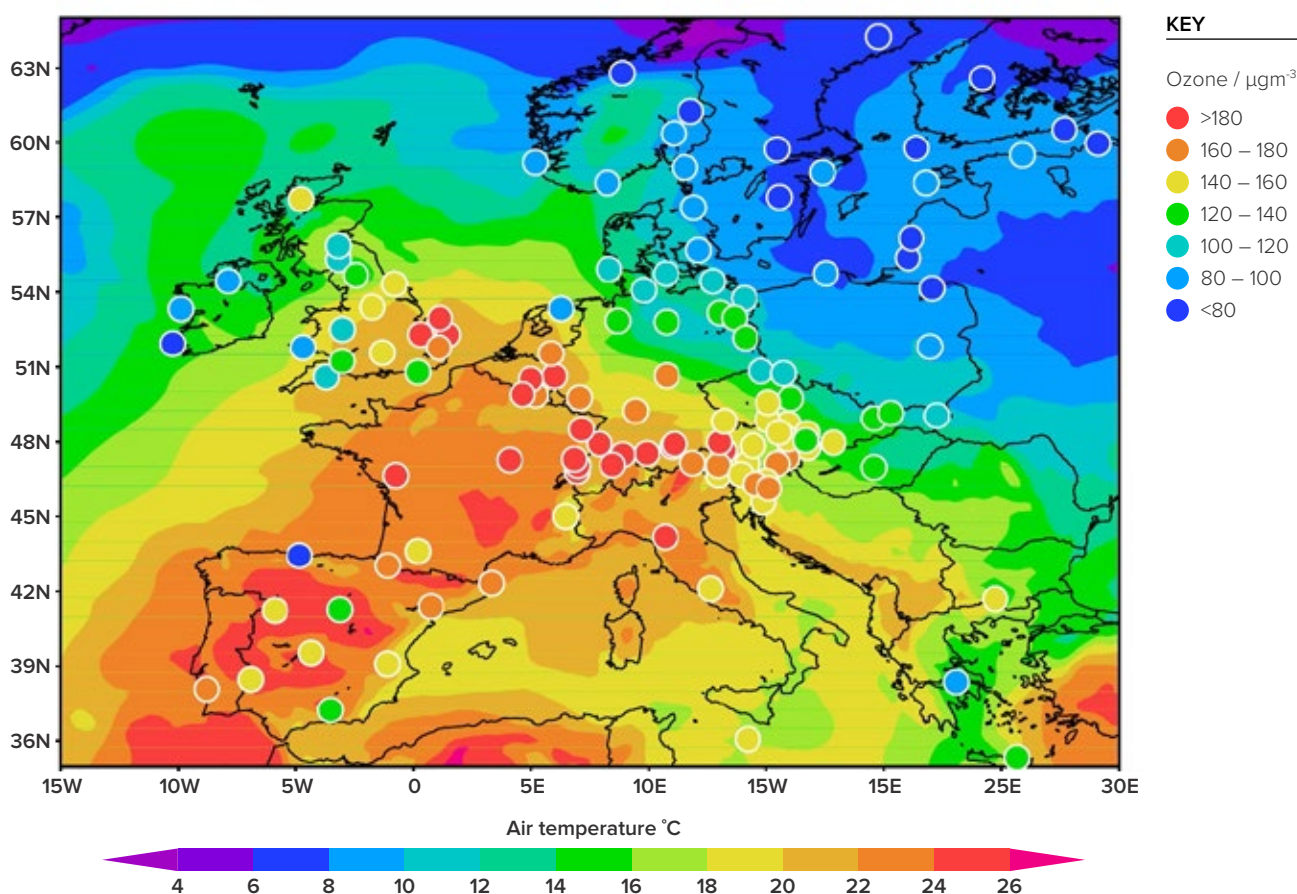 KEY
Ozone / µgm⁻³
>180
160 – 180
140 – 160
120 – 140
100 – 120
80 – 100
<80
63N
60N
57N
54N
51N
48N
45N
42N
39N
36N
15W 10W 5W 0 5E 10W 15W 15E 25E 30E
Air temperature ˚C
4 6 8 10 12 14 16 18 20 22 24 26